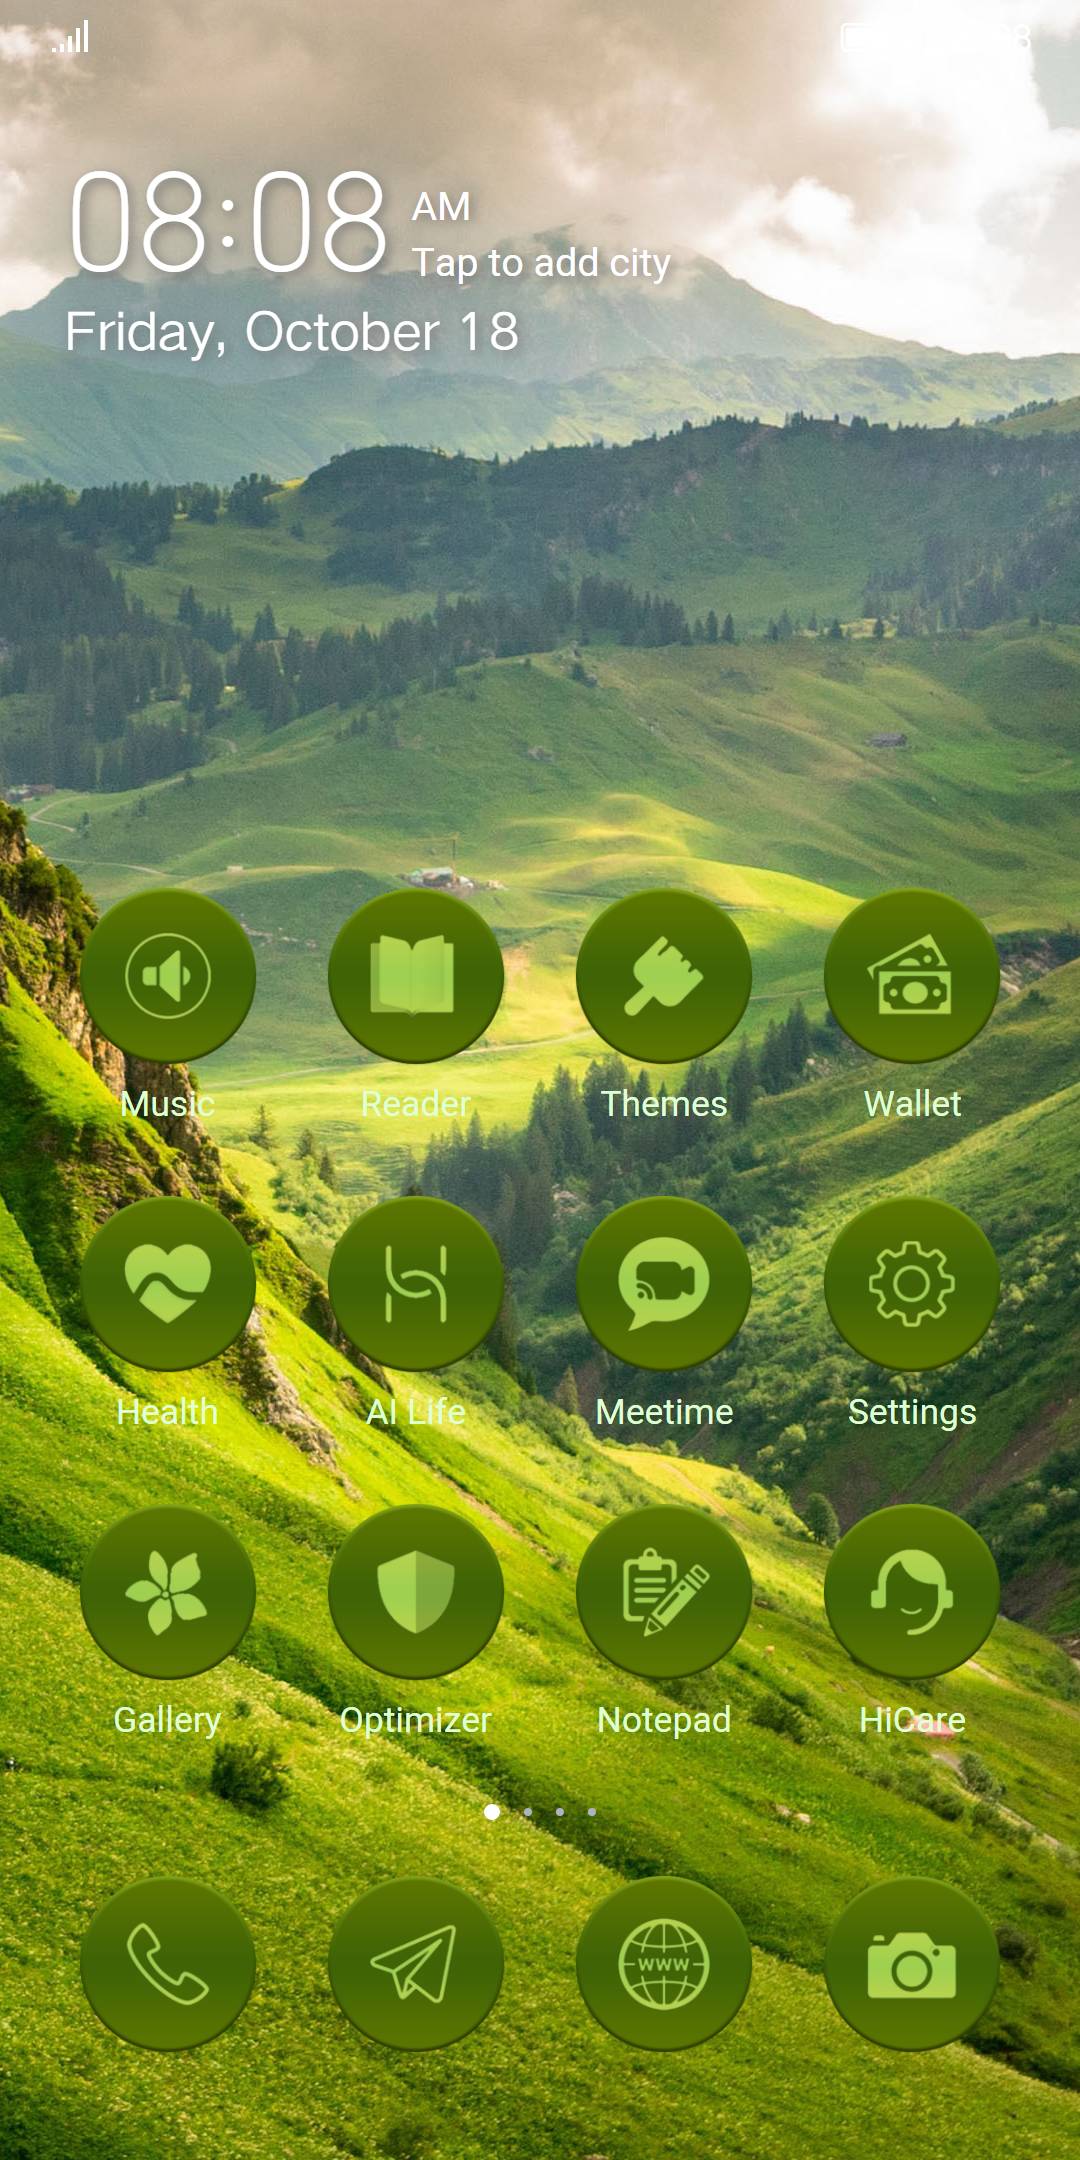 08:08 AM
Tap to add city
Friday, October 18
Music Reader Themes Wallet
Health AI Life Meetime Settings
Gallery Optimizer Notepad HiCare
www